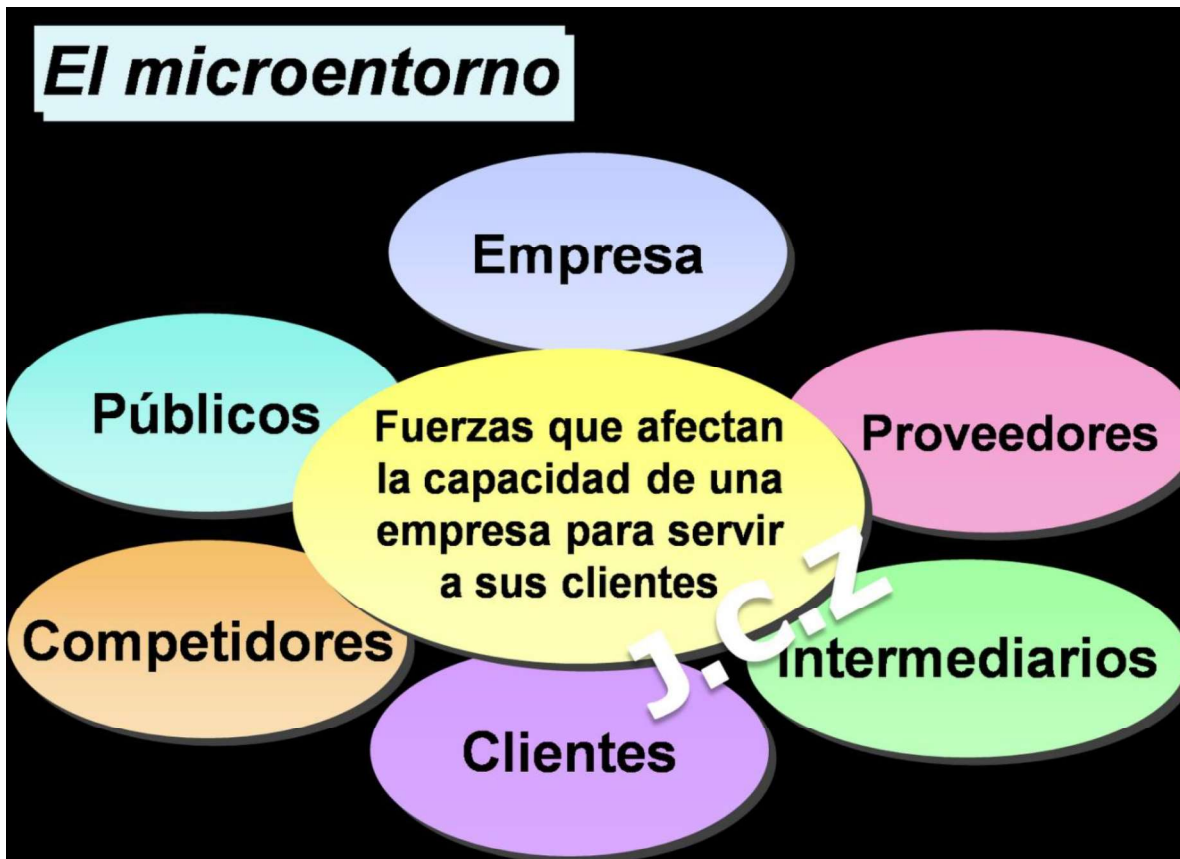 El microentorno
Empresa
Públicos
Proveedores
Fuerzas que afectan
la capacidad de una
empresa para servir
a sus clientes
J.C.Z
Competidores
Intermediarios
Clientes